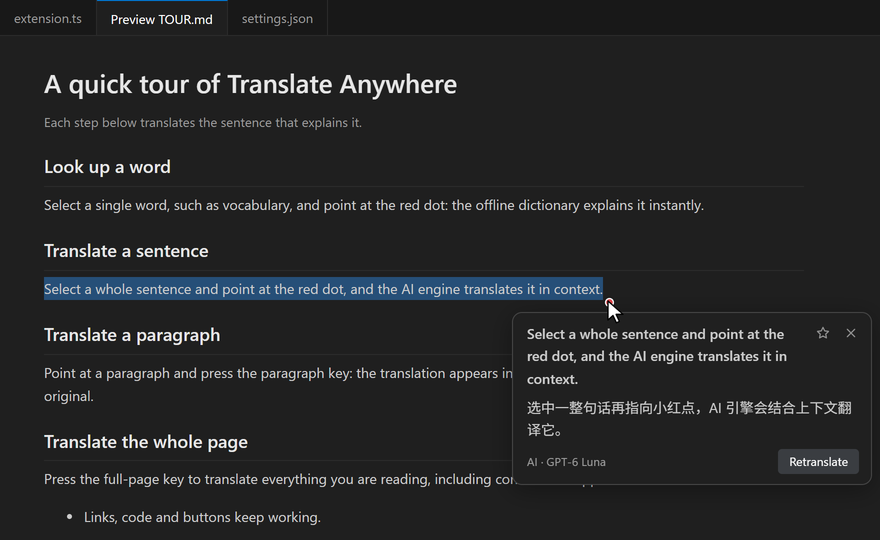 extension.ts
Preview TOUR.md
settings.json
A quick tour of Translate Anywhere
Each step below translates the sentence that explains it.
Look up a word
Select a single word, such as vocabulary, and point at the red dot: the offline dictionary explains it instantly.
Translate a sentence
Select a whole sentence and point at the red dot, and the AI engine translates it in context.
Translate a paragraph
Point at a paragraph and press the paragraph key: the translation appears in
original.
Translate the whole page
Press the full-page key to translate everything you are reading, including
Links, code and buttons keep working.
Select a whole sentence and point at the
red dot, and the AI engine translates it in
context.
选中一整句话再指向小红点，AI 引擎会结合上下文翻
译它。
AI · GPT-6 Luna
Retranslate